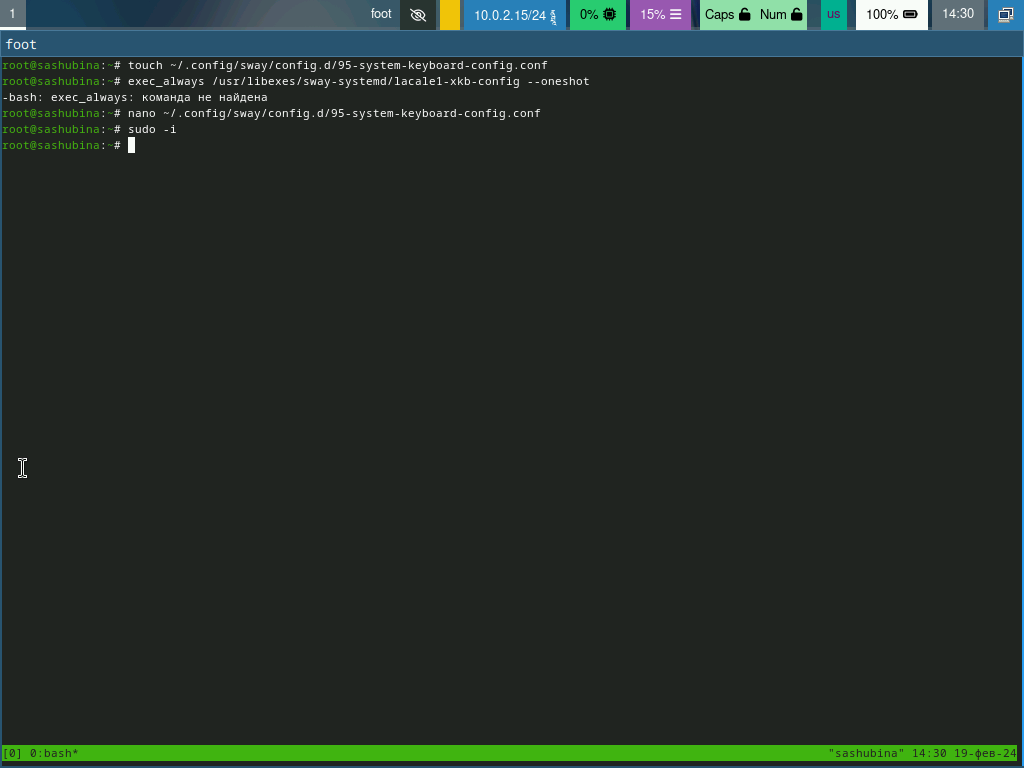 1 foot 10.0.2.15/24 0% 15% Caps Num us 100% 14:30
foot
root@sashubina:~# touch ~/.config/sway/config.d/95-system-keyboard-config.conf
root@sashubina:~# exec_always /usr/libexes/sway-systemd/lacale1-xkb-config --oneshot
-bash: exec_always: команда не найдена
root@sashubina:~# nano ~/.config/sway/config.d/95-system-keyboard-config.conf
root@sashubina:~# sudo -i
root@sashubina:~#
[0] 0:bash* "sashubina" 14:30 19-фев-24